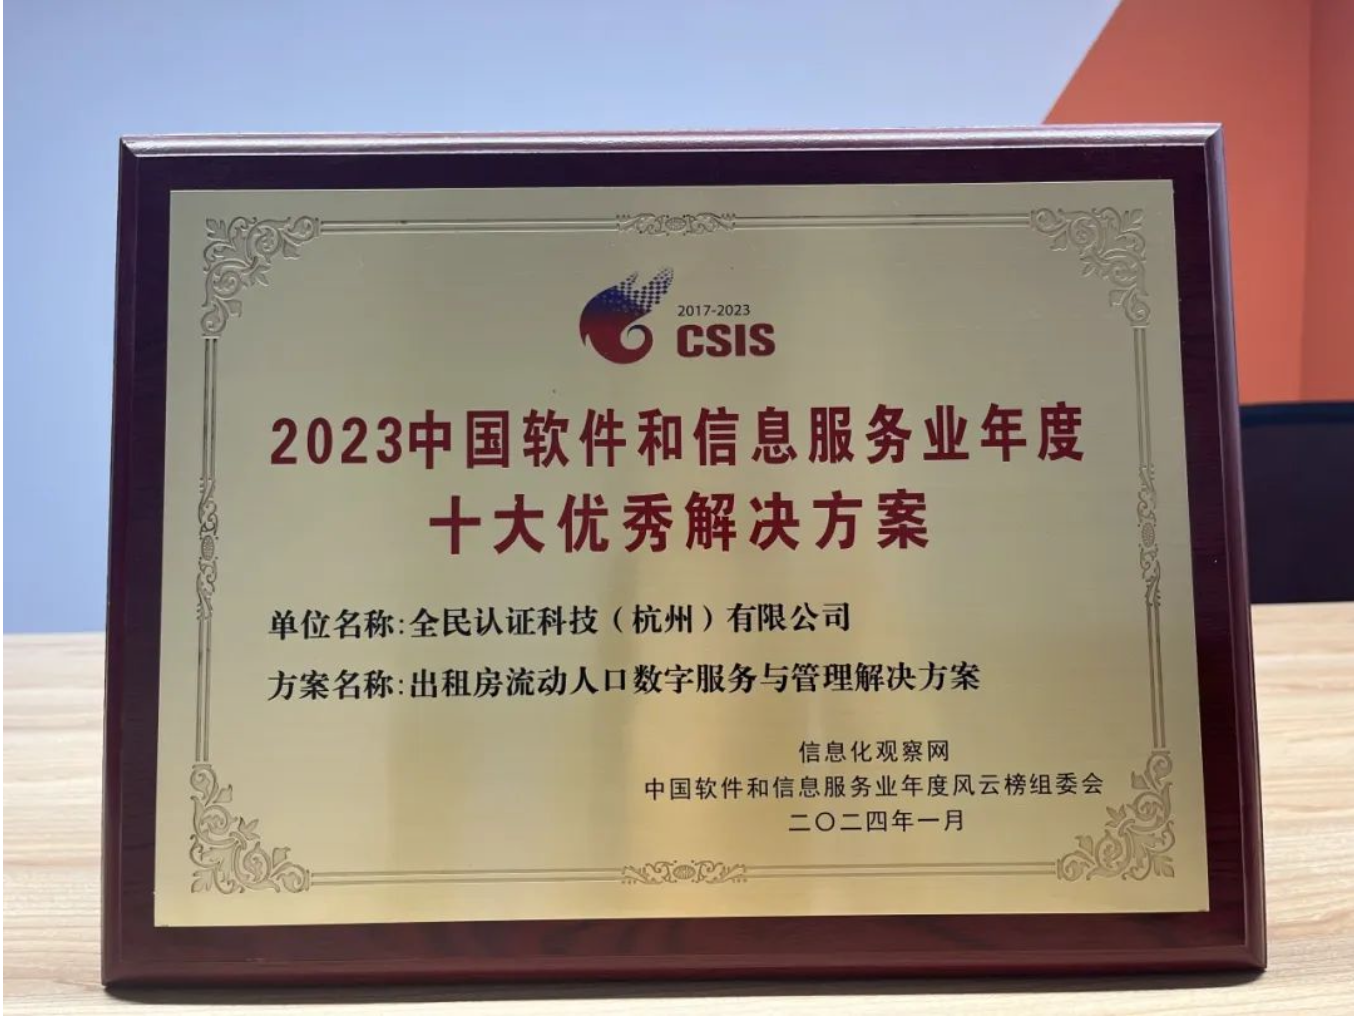 2017-2023
CSIS
2023中国软件和信息服务业年度
十大优秀解决方案
单位名称:全民认证科技（杭州）有限公司
方案名称:出租房流动人口数字服务与管理解决方案
信息化观察网
中国软件和信息服务业年度风云榜组委会
二〇二四年一月